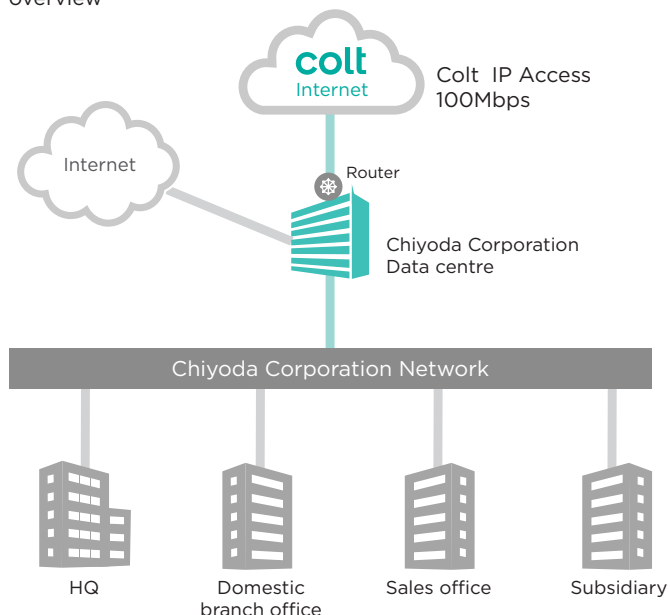 overview
colt
Internet
Colt IP Access
100Mbps
Internet
Router
Chiyoda Corporation
Data centre
Chiyoda Corporation Network
HQ
Domestic
branch office
Sales office
Subsidiary